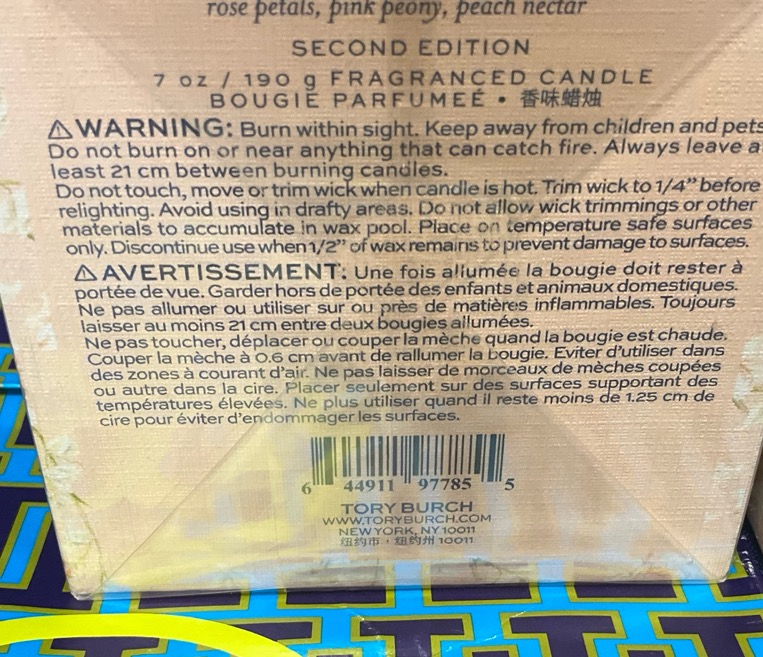 rose petals, pink peony, peach nectar
SECOND EDITION
7 oz / 190 g FRAGRANCED CANDLE
BOUGIE PARFUMEÉ • 香味蜡烛
⚠WARNING: Burn within sight. Keep away from children and pets
Do not burn on or near anything that can catch fire. Always leave a
least 21 cm between burning candles.
Do not touch, move or trim wick when candle is hot. Trim wick to 1/4” before
relighting. Avoid using in drafty areas. Do not allow wick trimmings or other
materials to accumulate in wax pool. Place on temperature safe surfaces
only. Discontinue use when 1/2” of wax remains to prevent damage to surfaces.
⚠AVERTISSEMENT: Une fois allumée la bougie doit rester à
portée de vue. Garder hors de portée des enfants et animaux domestiques.
Ne pas allumer ou utiliser sur ou près de matières inflammables. Toujours
laisser au moins 21 cm entre deux bougies allumées.
Ne pas toucher, déplacer ou couper la mèche quand la bougie est chaude.
Couper la mèche à 0.6 cm avant de rallumer la bougie. Eviter d’utiliser dans
des zones à courant d’air. Ne pas laisser de morceaux de mèches coupées
ou autre dans la cire. Placer seulement sur des surfaces supportant des
températures élevées. Ne plus utiliser quand il reste moins de 1.25 cm de
cire pour éviter d’endommager les surfaces.
6 44911 97785 5
TORY BURCH
WWW.TORYBURCH.COM
NEW YORK, NY 10011
纽约市，纽约州 10011